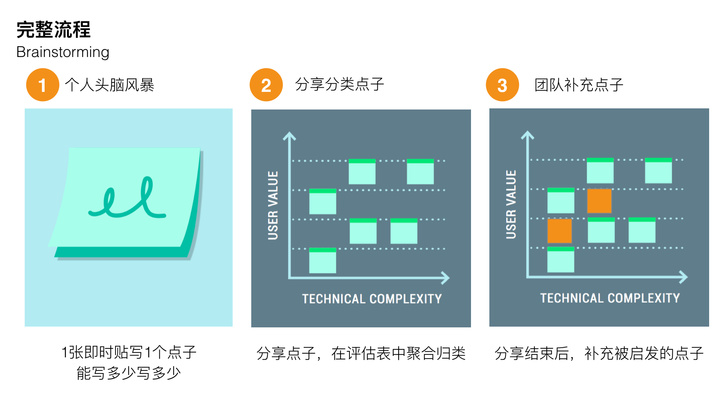 完整流程
Brainstorming
1 个人头脑风暴
2 分享分类点子
3 团队补充点子
USER VALUE
TECHNICAL COMPLEXITY
USER VALUE
TECHNICAL COMPLEXITY
1张即时贴写1个点子
能写多少写多少
分享点子，在评估表中聚合归类
分享结束后，补充被启发的点子